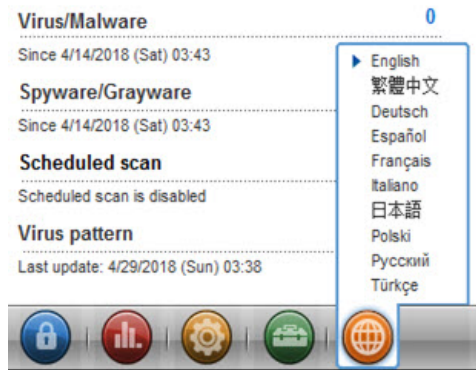 Virus/Malware 0
Since 4/14/2018 (Sat) 03:43
Spyware/Grayware
Since 4/14/2018 (Sat) 03:43
Scheduled scan
Scheduled scan is disabled
Virus pattern
Last update: 4/29/2018 (Sun) 03:38
English
繁體中文
Deutsch
Español
Français
Italiano
日本語
Polski
Русский
Türkçe